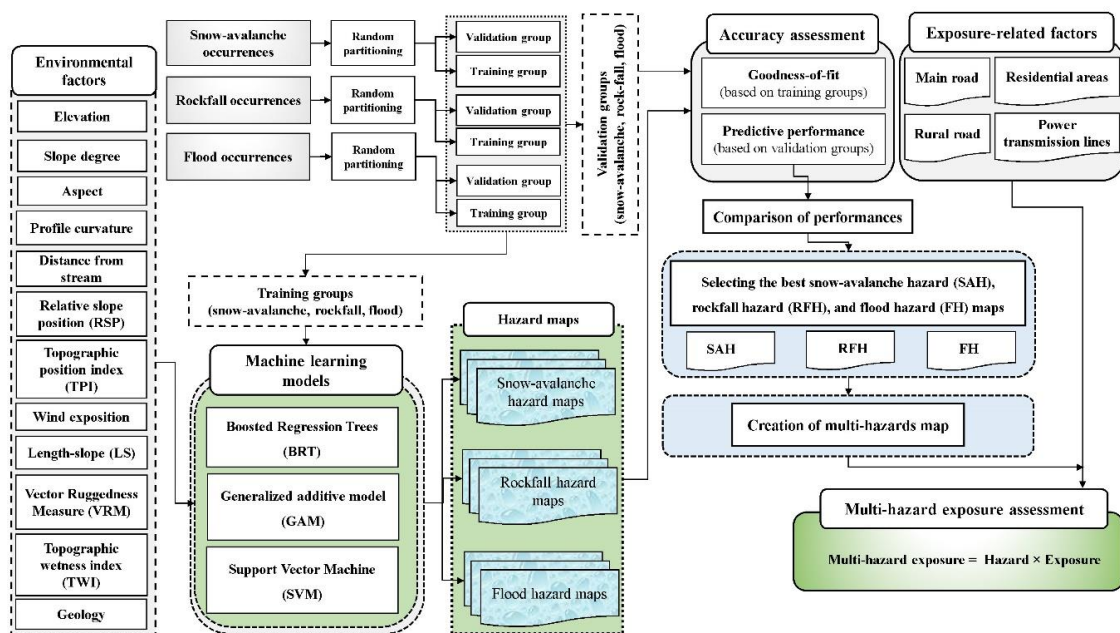 Environmental
factors
Elevation
Slope degree
Aspect
Profile curvature
Distance from
stream
Relative slope
position (RSP)
Topographic
position index
(TPI)
Wind exposition
Length-slope (LS)
Vector Ruggedness
Measure (VRM)
Topographic
wetness index
(TWI)
Geology
Snow-avalanche
occurrences
Random
partitioning
Validation group
Training group
Rockfall occurrences
Random
partitioning
Validation group
Training group
Flood occurrences
Random
partitioning
Validation group
Training group
Validation groups
(snow-avalanche, rock-fall, flood)
Training groups
(snow-avalanche, rockfall, flood)
Machine learning
models
Boosted Regression Trees
(BRT)
Generalized additive model
(GAM)
Support Vector Machine
(SVM)
Hazard maps
Snow-avalanche
hazard maps
Rockfall hazard
maps
Flood hazard maps
Accuracy assessment
Goodness-of-fit
(based on training groups)
Predictive performance
(based on validation groups)
Comparison of performances
Selecting the best snow-avalanche hazard (SAH),
rockfall hazard (RFH), and flood hazard (FH) maps
SAH
RFH
FH
Creation of multi-hazards map
Exposure-related factors
Main road
Residential areas
Rural road
Power
transmission lines
Multi-hazard exposure assessment
Multi-hazard exposure = Hazard × Exposure